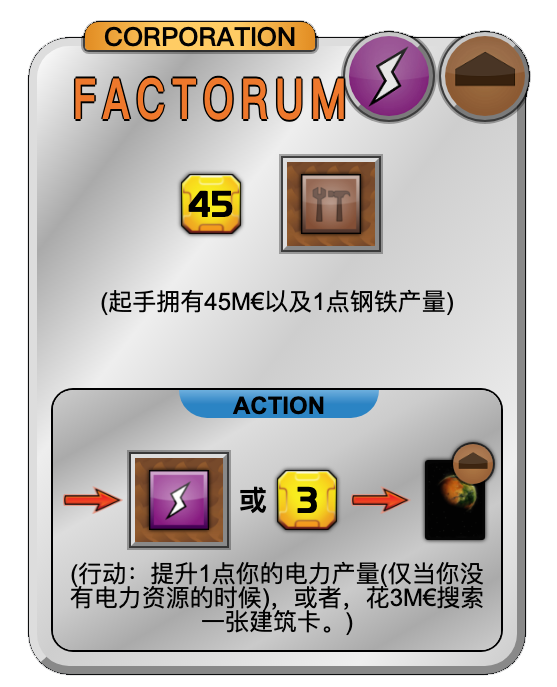 CORPORATION
FACTORUM
45
(起手拥有45M€以及1点钢铁产量)
ACTION
或 3
(行动：提升1点你的电力产量(仅当你没
有电力资源的时候)，或者，花3M€搜索
一张建筑卡。)